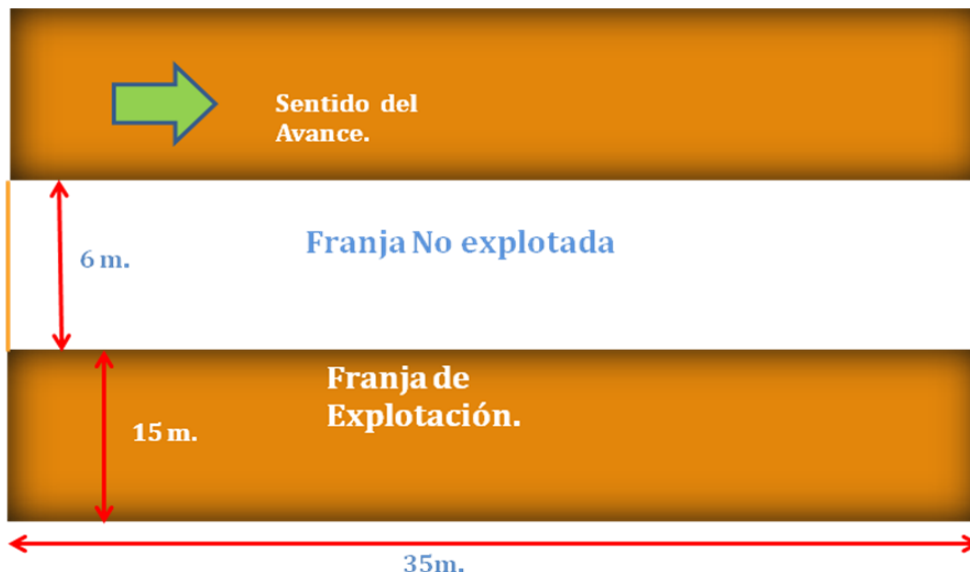 Sentido del
Avance.
Franja No explotada
6 m.
Franja de
Explotación.
15 m.
35m.